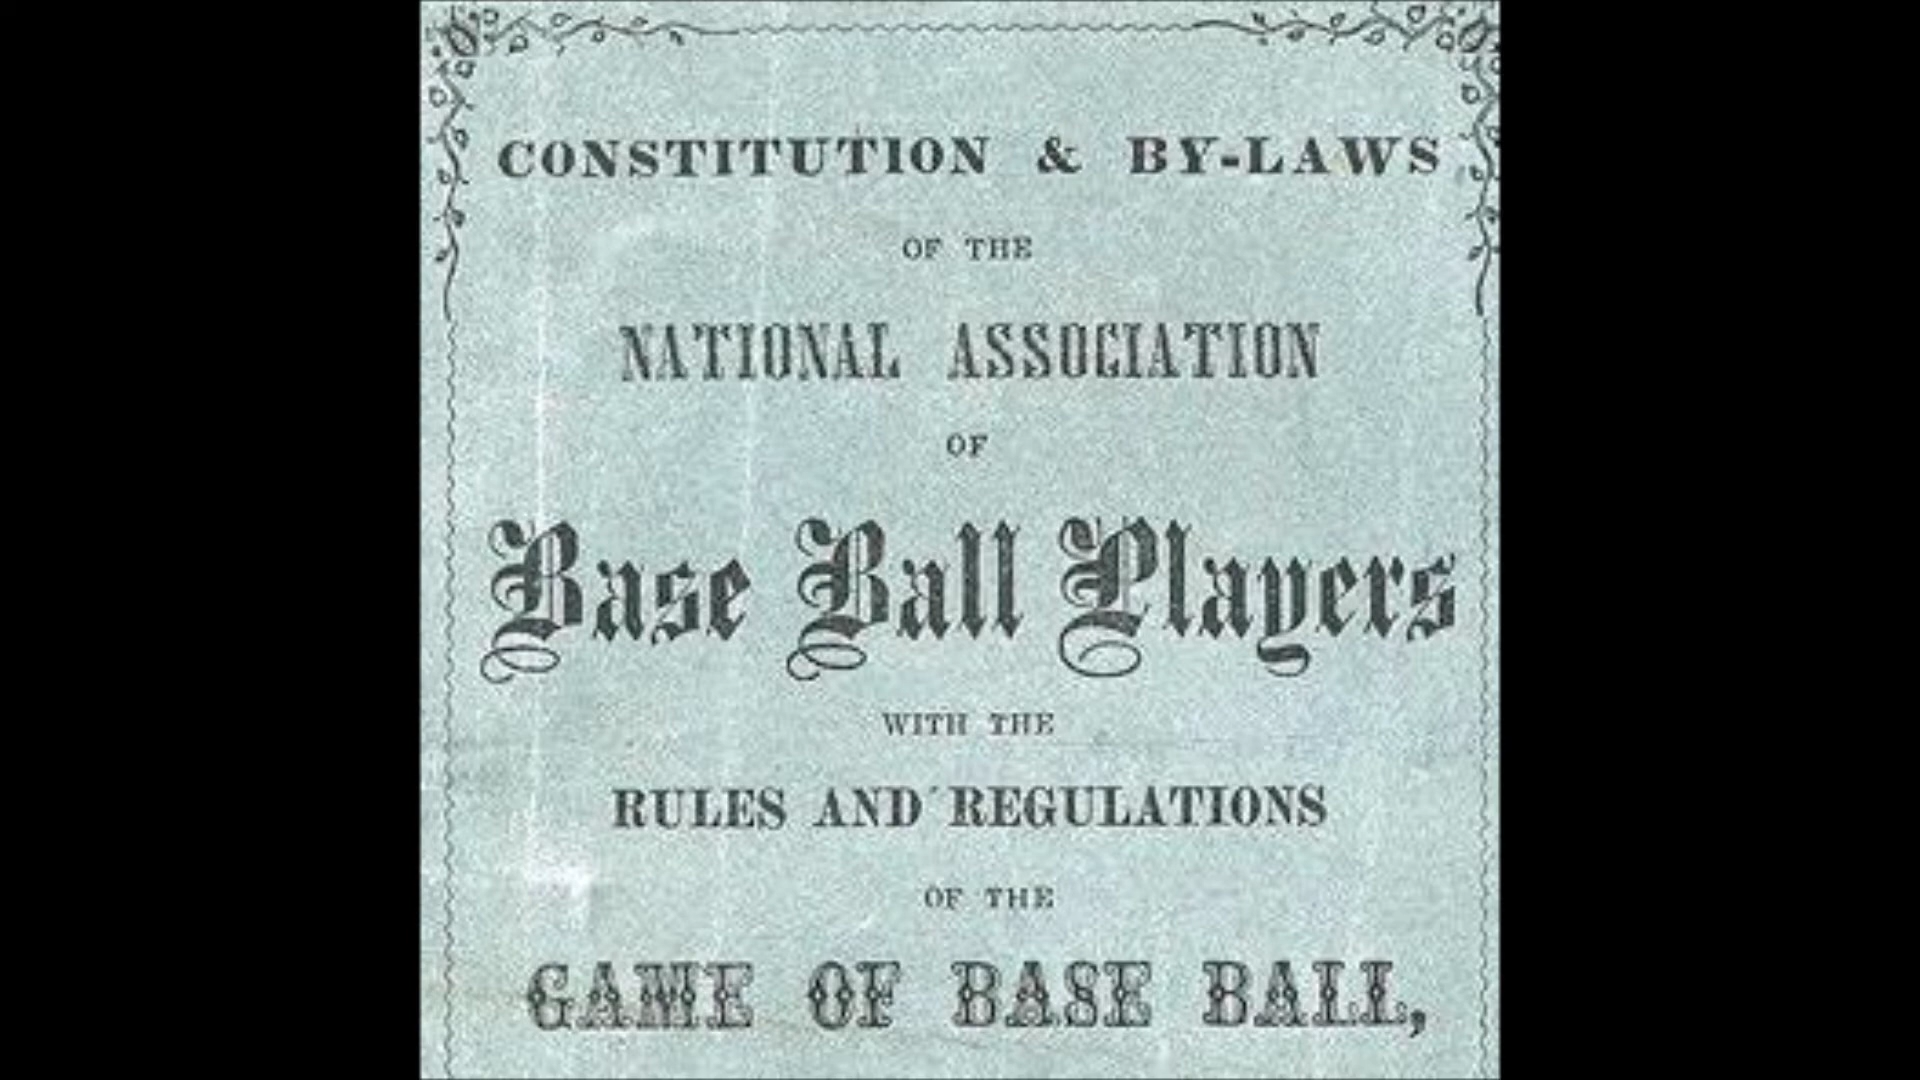 CONSTITUTION & BY-LAWS
OF THE
NATIONAL ASSOCIATION
OF
Base Ball Players
WITH THE
RULES AND REGULATIONS
OF THE
GAME OF BASE BALL,